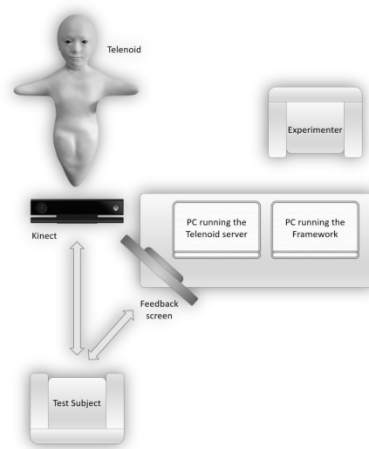 Telenoid
Experimenter
PC running the
Telenoid server
PC running the
Framework
Kinect
Feedback
screen
Test Subject